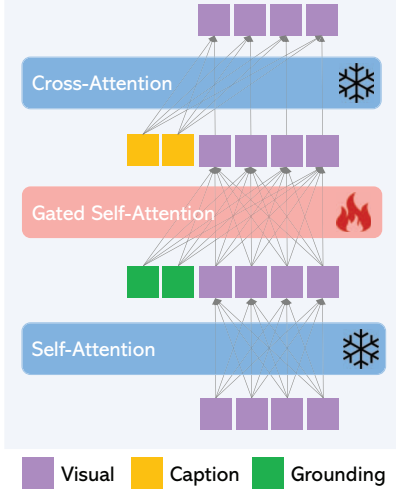 Cross-Attention
Gated Self-Attention
Self-Attention
Visual Caption Grounding